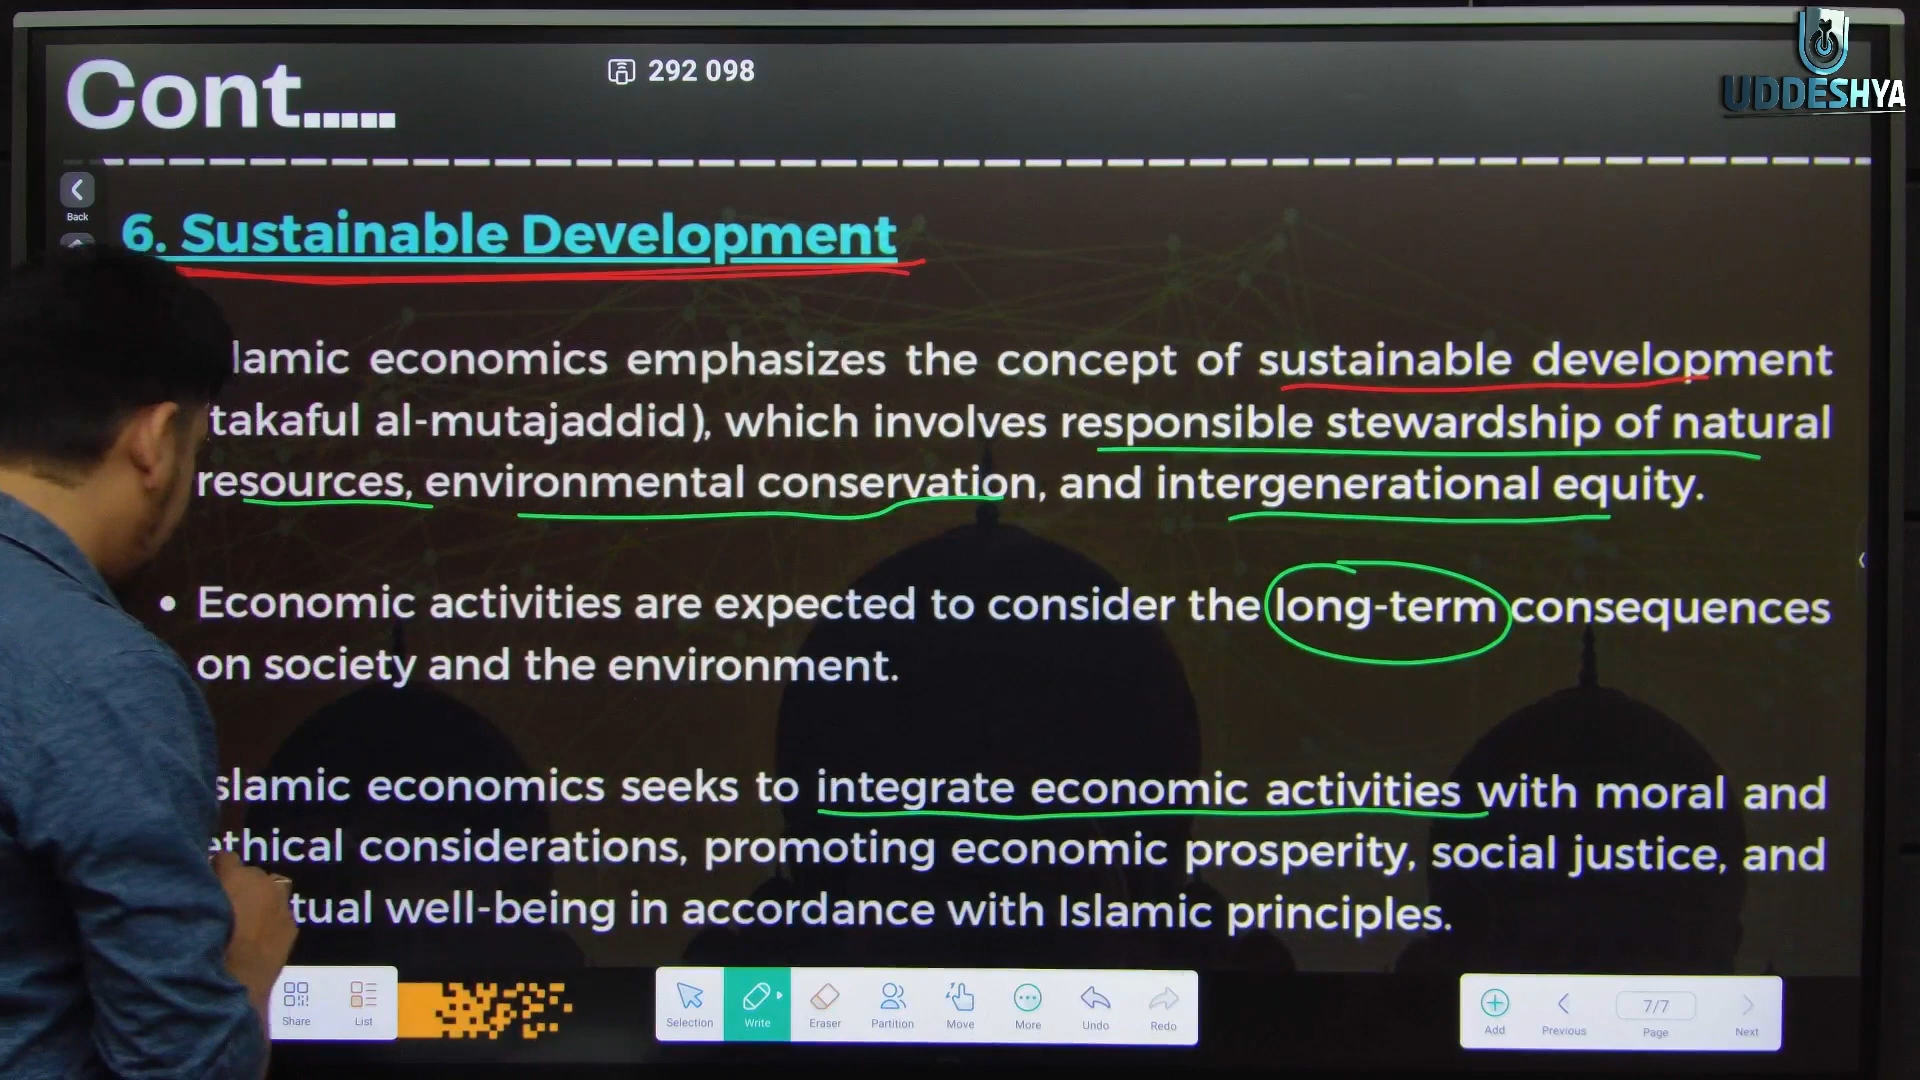 UDDESHYA
Cont.....
292 098
Back
6. Sustainable Development
lamic economics emphasizes the concept of sustainable development
(takaful al-mutajaddid), which involves responsible stewardship of natural
resources, environmental conservation, and intergenerational equity.
• Economic activities are expected to consider the long-term consequences
on society and the environment.
slamic economics seeks to integrate economic activities with moral and
ethical considerations, promoting economic prosperity, social justice, and
tual well-being in accordance with Islamic principles.
Share List Selection Write Eraser Partition Move More Undo Redo Add Previous 7/7 Page Next